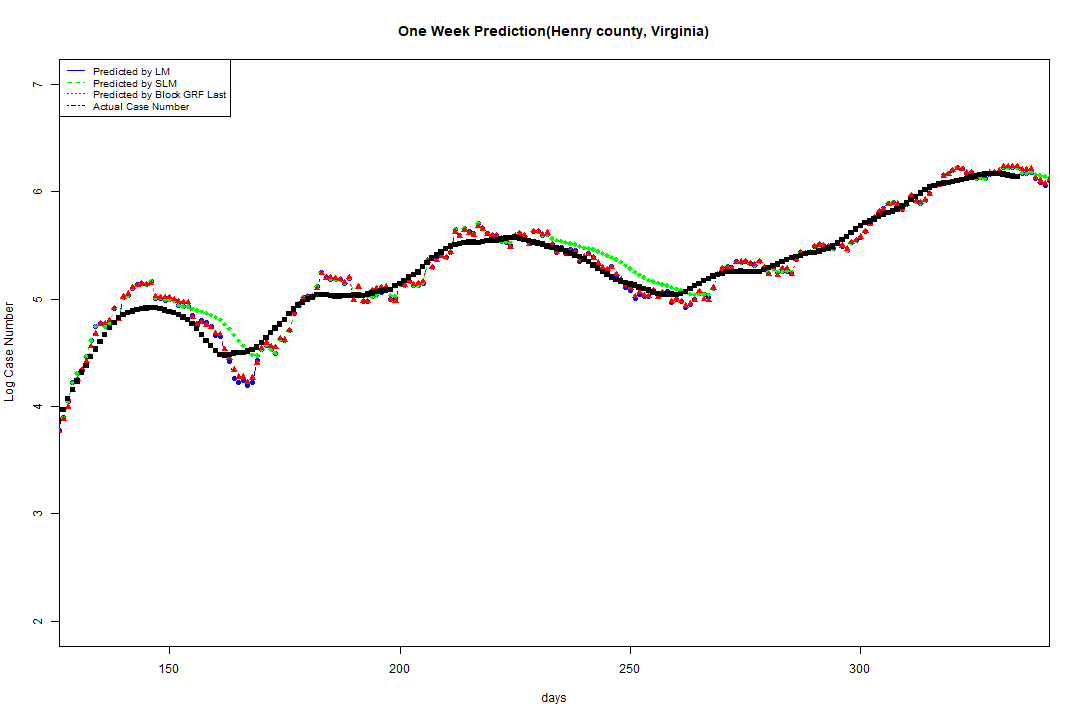 One Week Prediction(Henry county, Virginia)
Predicted by LM
Predicted by SLM
Predicted by Block GRF Last
Actual Case Number
7
6
5
4
3
2
Log Case Number
150 200 250 300
days